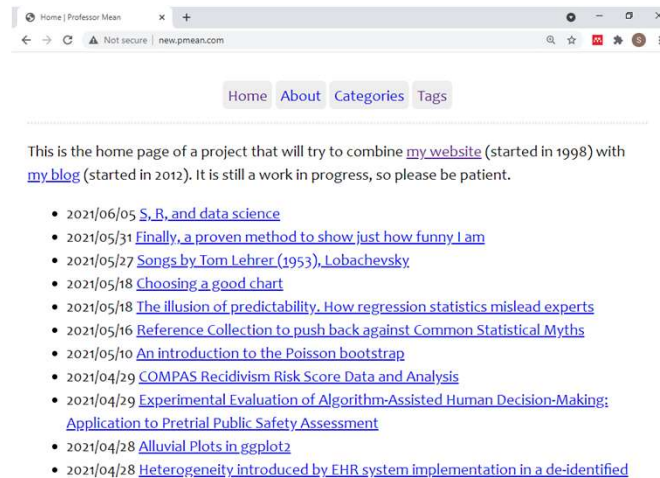 Home | Professor Mean
Not secure | new.pmean.com
S
Home About Categories Tags
This is the home page of a project that will try to combine my website (started in 1998) with
my blog (started in 2012). It is still a work in progress, so please be patient.
2021/06/05 S, R, and data science
2021/05/31 Finally, a proven method to show just how funny I am
2021/05/27 Songs by Tom Lehrer (1953), Lobachevsky
2021/05/18 Choosing a good chart
2021/05/18 The illusion of predictability. How regression statistics mislead experts
2021/05/16 Reference Collection to push back against Common Statistical Myths
2021/05/10 An introduction to the Poisson bootstrap
2021/04/29 COMPAS Recidivism Risk Score Data and Analysis
2021/04/29 Experimental Evaluation of Algorithm-Assisted Human Decision-Making:
Application to Pretrial Public Safety Assessment
2021/04/28 Alluvial Plots in ggplot2
2021/04/28 Heterogeneity introduced by EHR system implementation in a de-identified